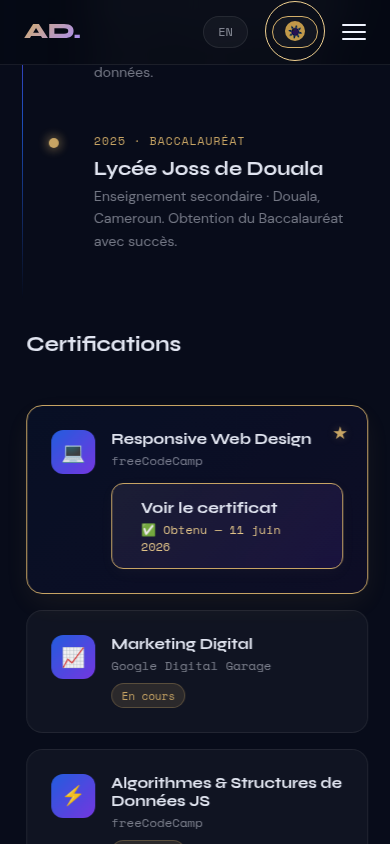 AD.
EN
données.
2025 · BACCALAURÉAT
Lycée Joss de Douala
Enseignement secondaire · Douala,
Cameroun. Obtention du Baccalauréat
avec succès.
Certifications
Responsive Web Design
freeCodeCamp
Voir le certificat
✅ Obtenu — 11 juin
2026
Marketing Digital
Google Digital Garage
En cours
Algorithmes & Structures de
Données JS
freeCodeCamp